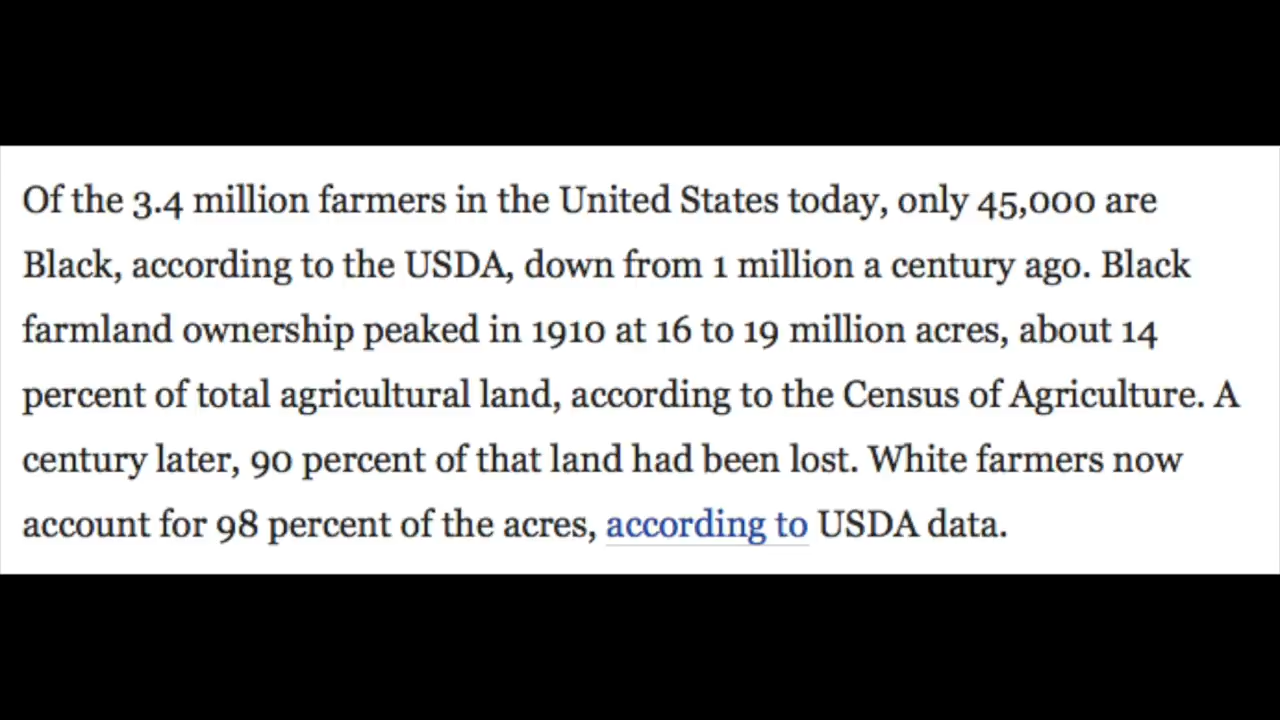 Of the 3.4 million farmers in the United States today, only 45,000 are
Black, according to the USDA, down from 1 million a century ago. Black
farmland ownership peaked in 1910 at 16 to 19 million acres, about 14
percent of total agricultural land, according to the Census of Agriculture. A
century later, 90 percent of that land had been lost. White farmers now
account for 98 percent of the acres, according to USDA data.